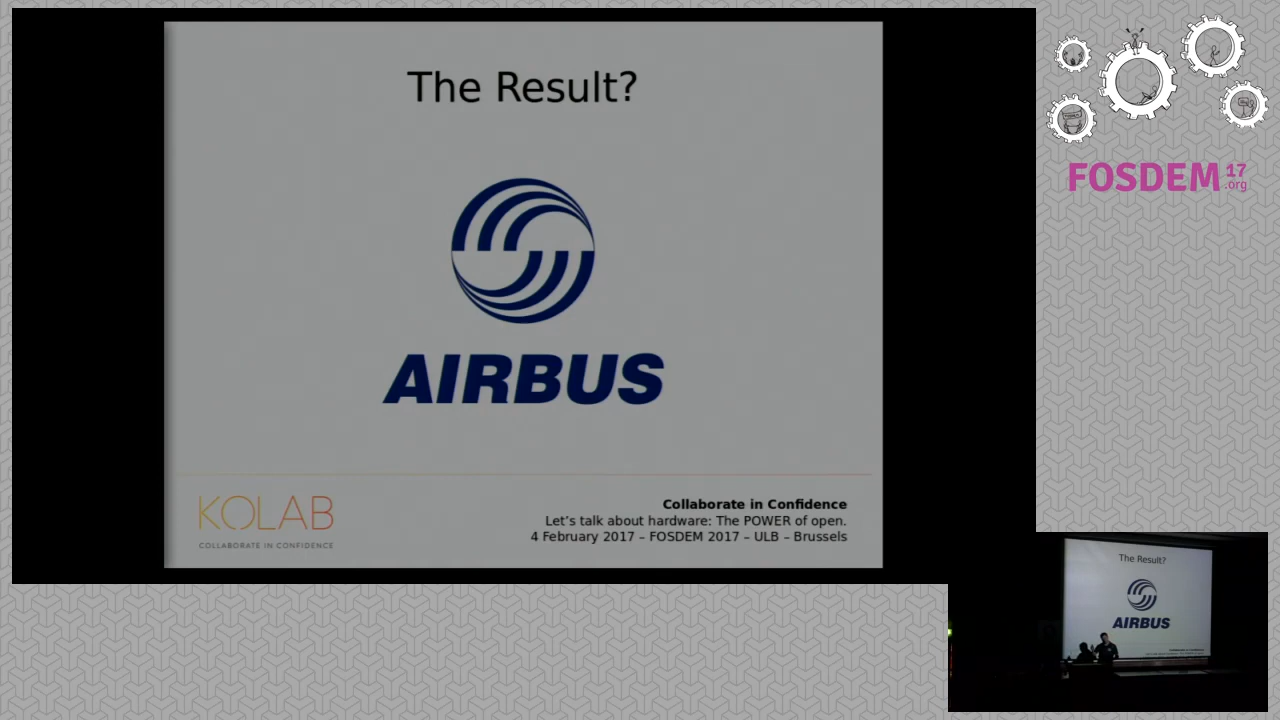 The Result?
AIRBUS
KOLAB
COLLABORATE IN CONFIDENCE
Collaborate in Confidence
Let's talk about hardware: The POWER of open.
4 February 2017 – FOSDEM 2017 – ULB – Brussels
FOSDEM 17
.org
The Result?
AIRBUS